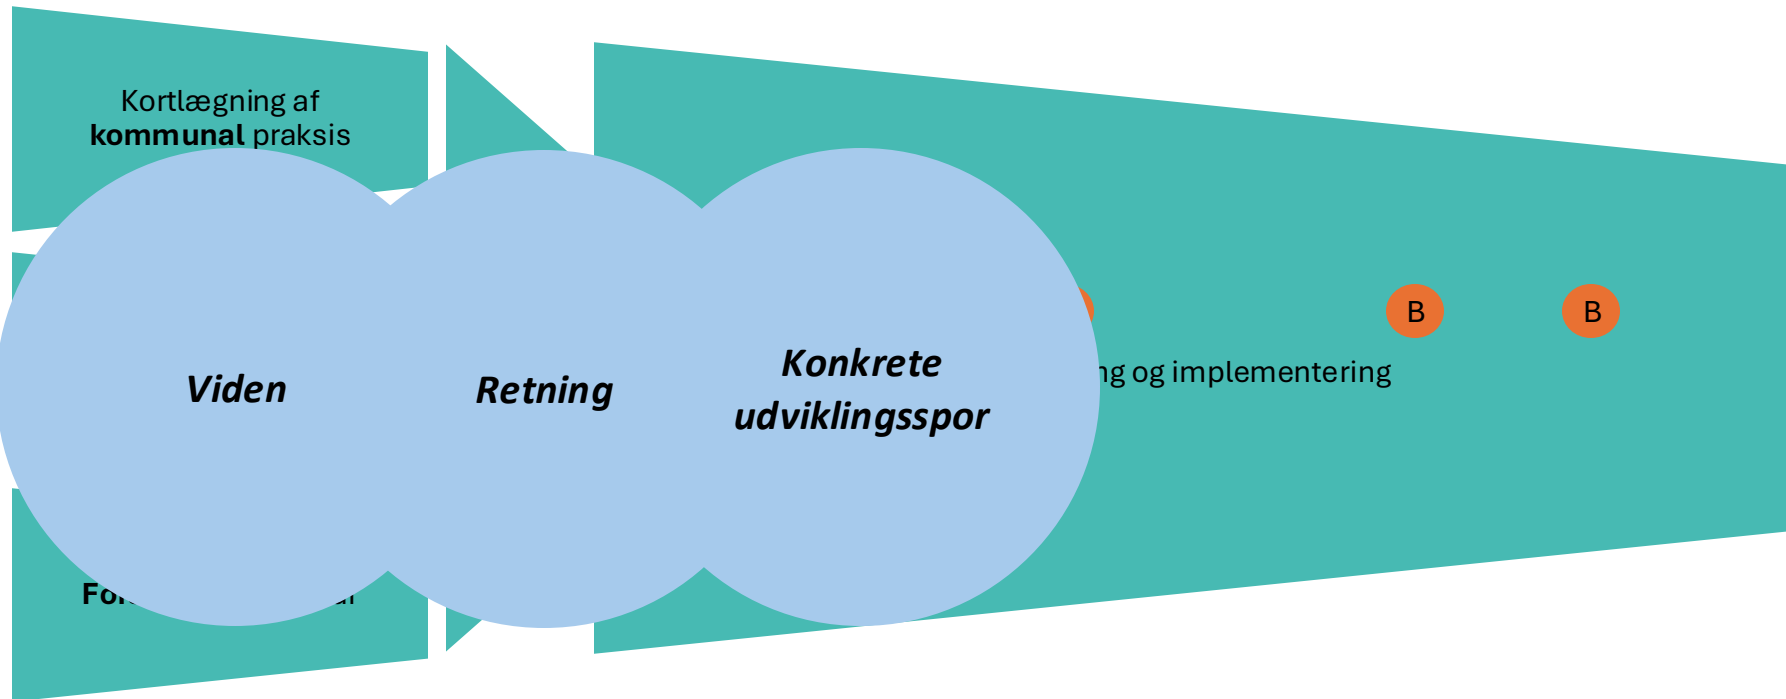 Kortlægning af
kommunal praksis
B
B
Konkrete
udviklingsspor
Viden
Retning
og implementering